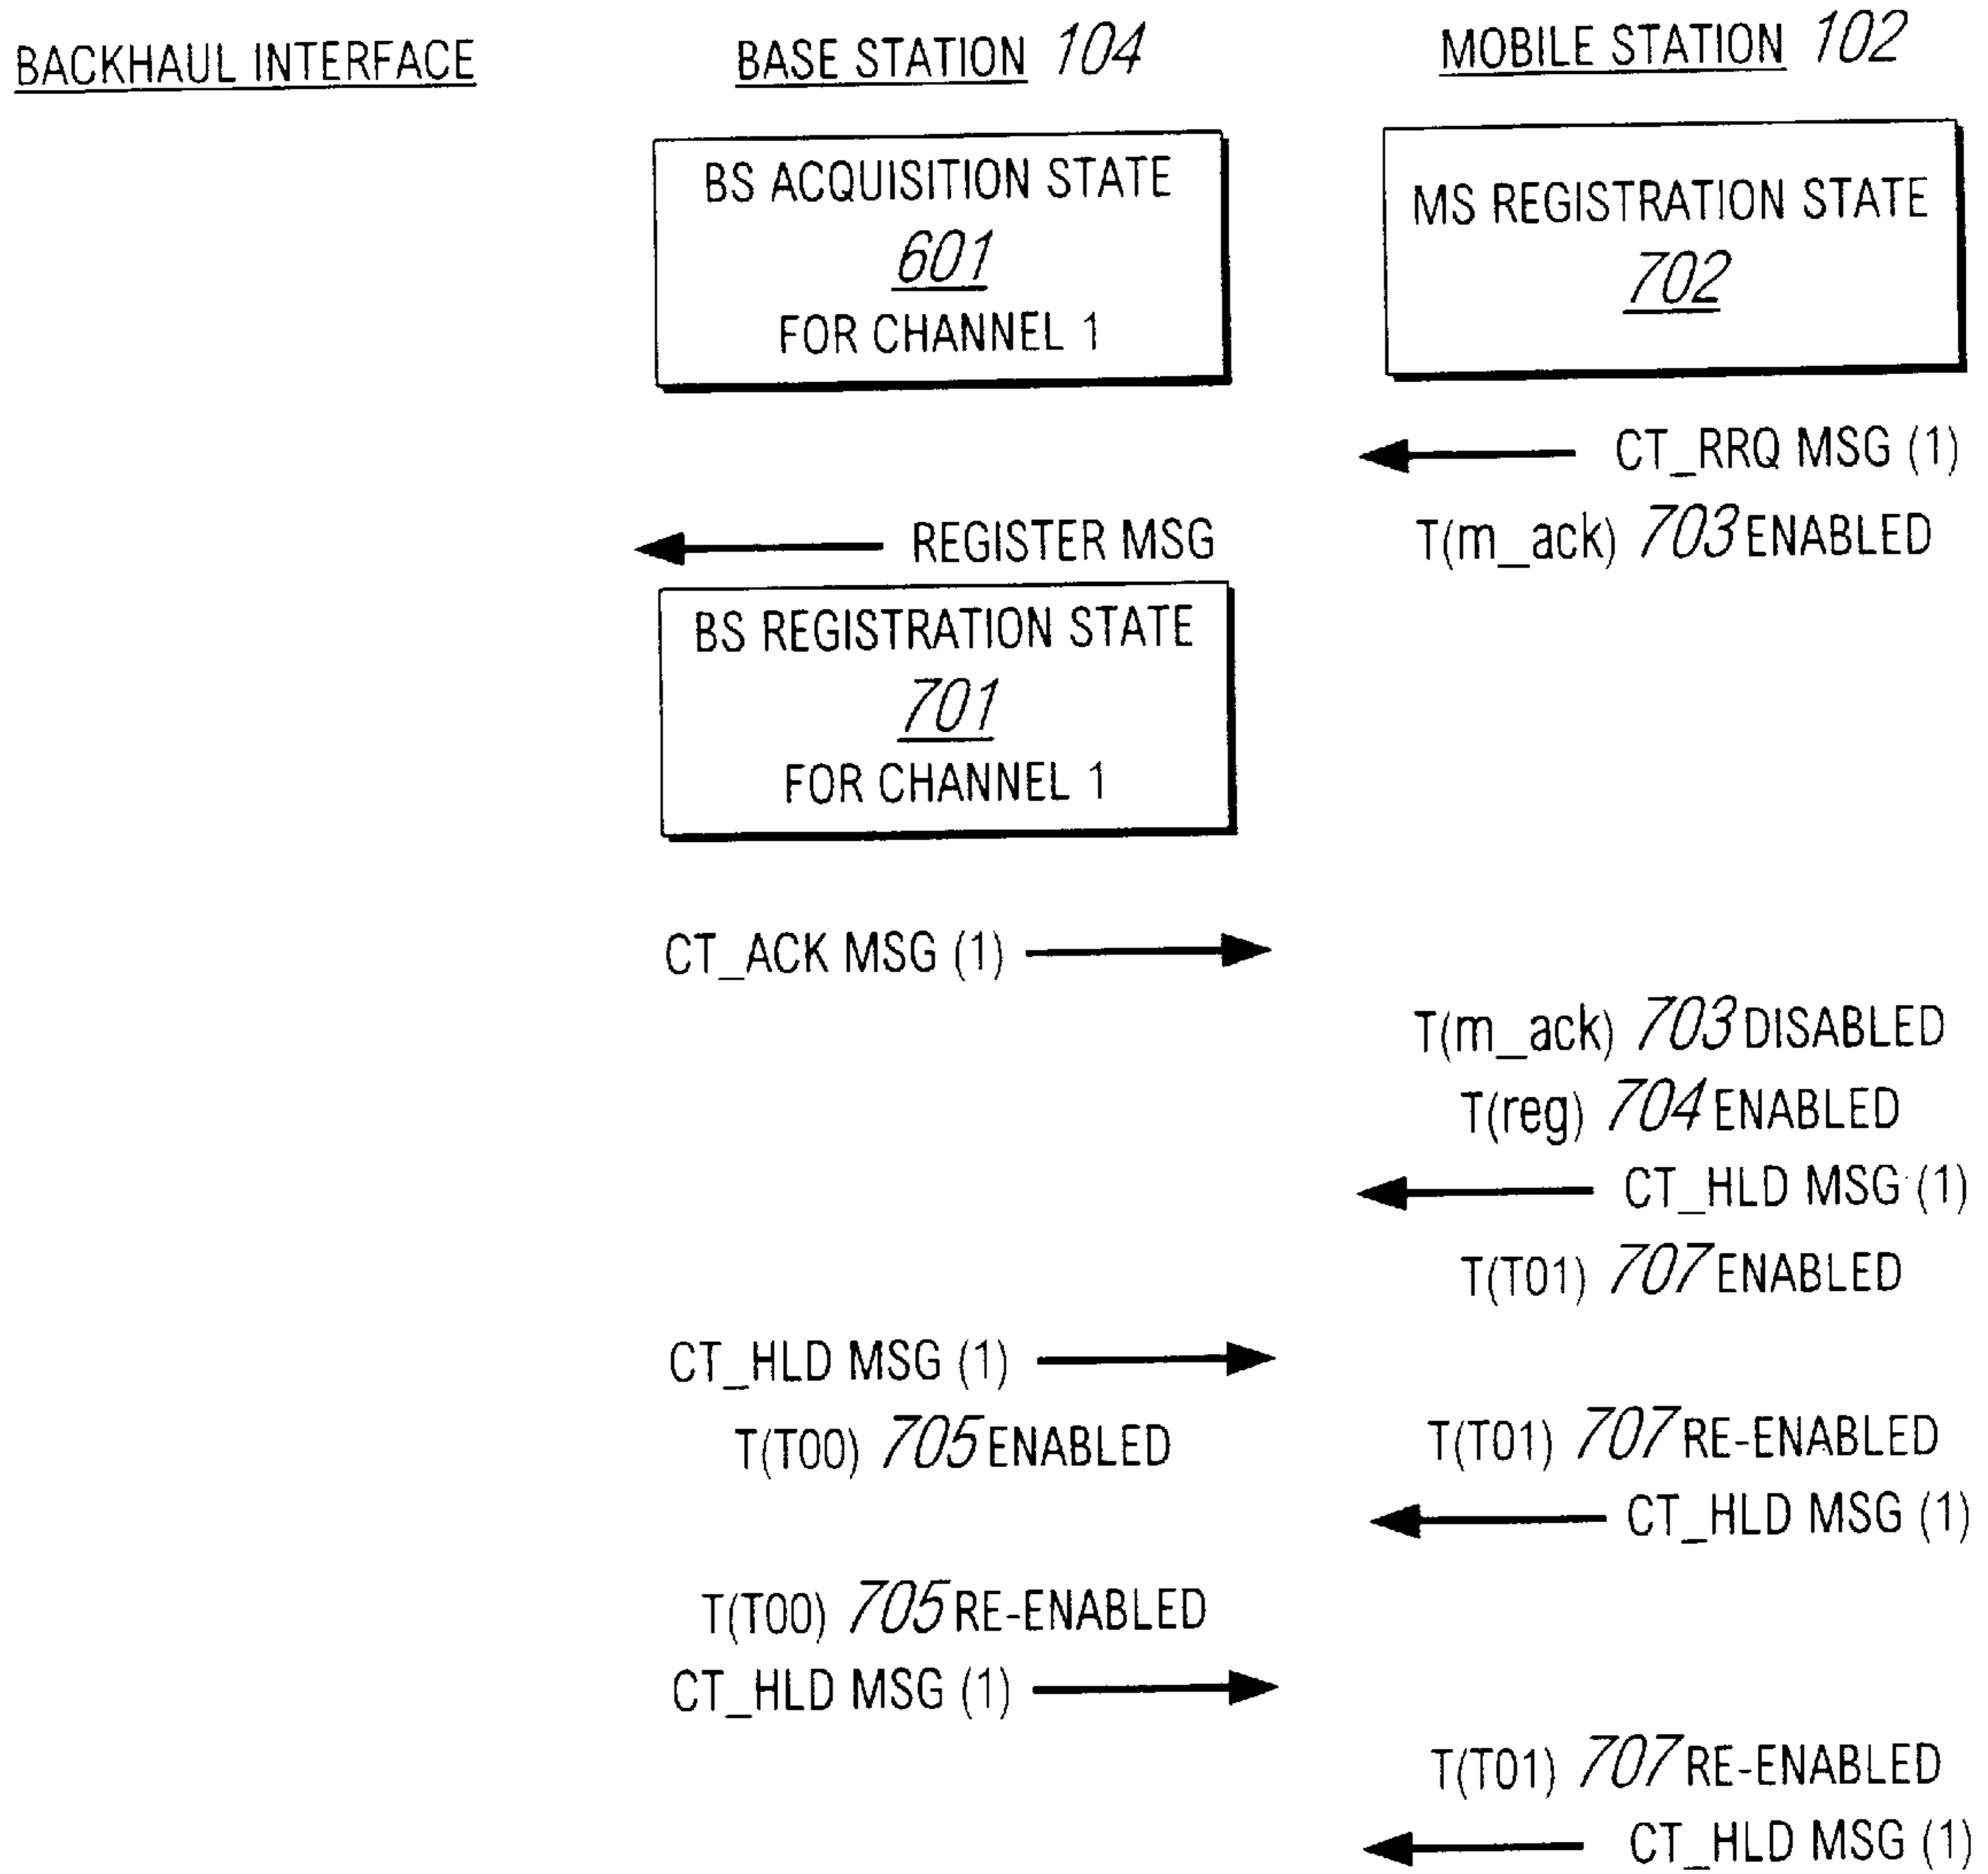 BACKHAUL INTERFACE
BASE STATION 104
MOBILE STATION 102
BS ACQUISITION STATE
601
FOR CHANNEL 1
MS REGISTRATION STATE
702
CT_RRQ MSG (1)
REGISTER MSG
T(m_ack) 703 ENABLED
BS REGISTRATION STATE
701
FOR CHANNEL 1
CT_ACK MSG (1)
T(m_ack) 703 DISABLED
T(reg) 704 ENABLED
CT_HLD MSG (1)
T(T01) 707 ENABLED
CT_HLD MSG (1)
T(T00) 705 ENABLED
T(T01) 707 RE-ENABLED
CT_HLD MSG (1)
T(T00) 705 RE-ENABLED
CT_HLD MSG (1)
T(T01) 707 RE-ENABLED
CT_HLD MSG (1)